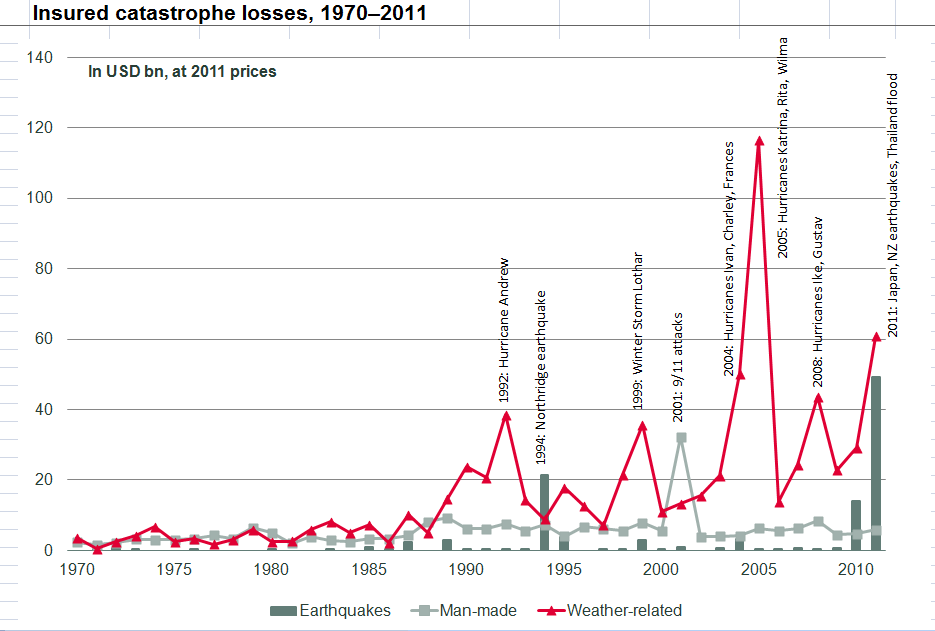 Insured catastrophe losses, 1970–2011
In USD bn, at 2011 prices
140
120
100
80
60
40
20
0
1992: Hurricane Andrew
1994: Northridge earthquake
1999: Winter Storm Lothar
2001: 9/11 attacks
2004: Hurricanes Ivan, Charley, Frances
2005: Hurricanes Katrina, Rita, Wilma
2008: Hurricanes Ike, Gustav
2011: Japan, NZ earthquakes, Thailand flood
1970 1975 1980 1985 1990 1995 2000 2005 2010
Earthquakes Man-made Weather-related